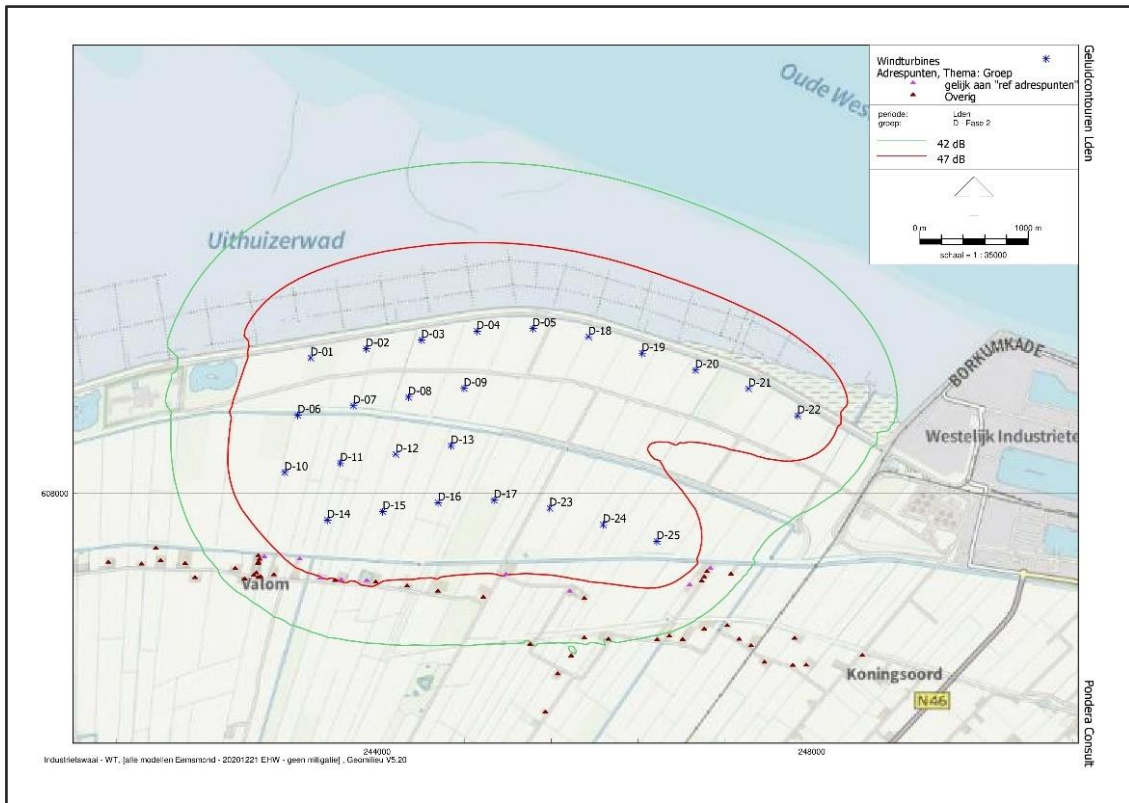 Oude Wes
Windturbines
Adrespunten, Thema: Groep
gelijk aan "ref adrespunten"
Overig
periode: Lden
groep: D - Fase 2
42 dB
47 dB
0 m 1000 m
schaal = 1 : 35000
Geluidcontouren Lden
Uithuizerwad
D-01
D-02
D-03
D-04
D-05
D-18
D-19
D-20
D-21
D-22
BORKUMKADE
Westelijk Industrieter
D-06
D-07
D-08
D-09
D-10
D-11
D-12
D-13
608000
D-14
D-15
D-16
D-17
D-23
D-24
D-25
Valom
Koningsoord
N46
Pondera Consult
244000
248000
Industrielawaai - WT, [alle modellen Eemsmond - 20201221 EHW - geen mitigatie] , Geomilieu V5.20